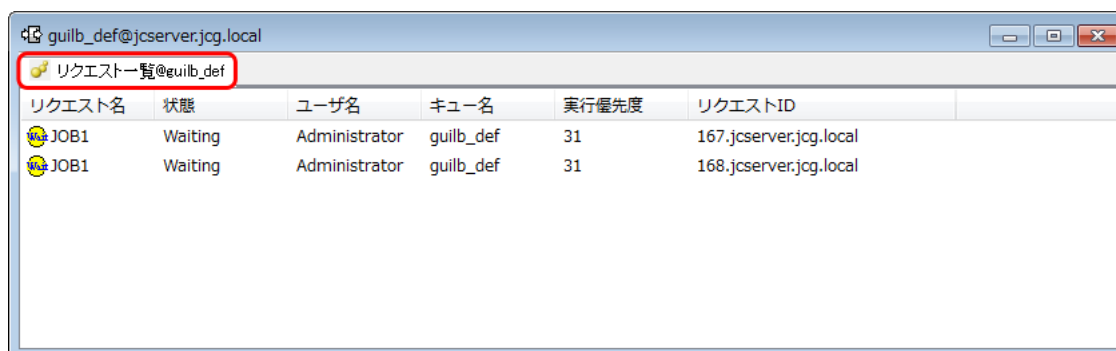 guilb_def@jcserver.jcg.local
リクエスト一覧@guilb_def
リクエスト名 状態 ユーザ名 キュー名 実行優先度 リクエストID
Wait JOB1 Waiting Administrator guilb_def 31 167.jcserver.jcg.local
Wait JOB1 Waiting Administrator guilb_def 31 168.jcserver.jcg.local